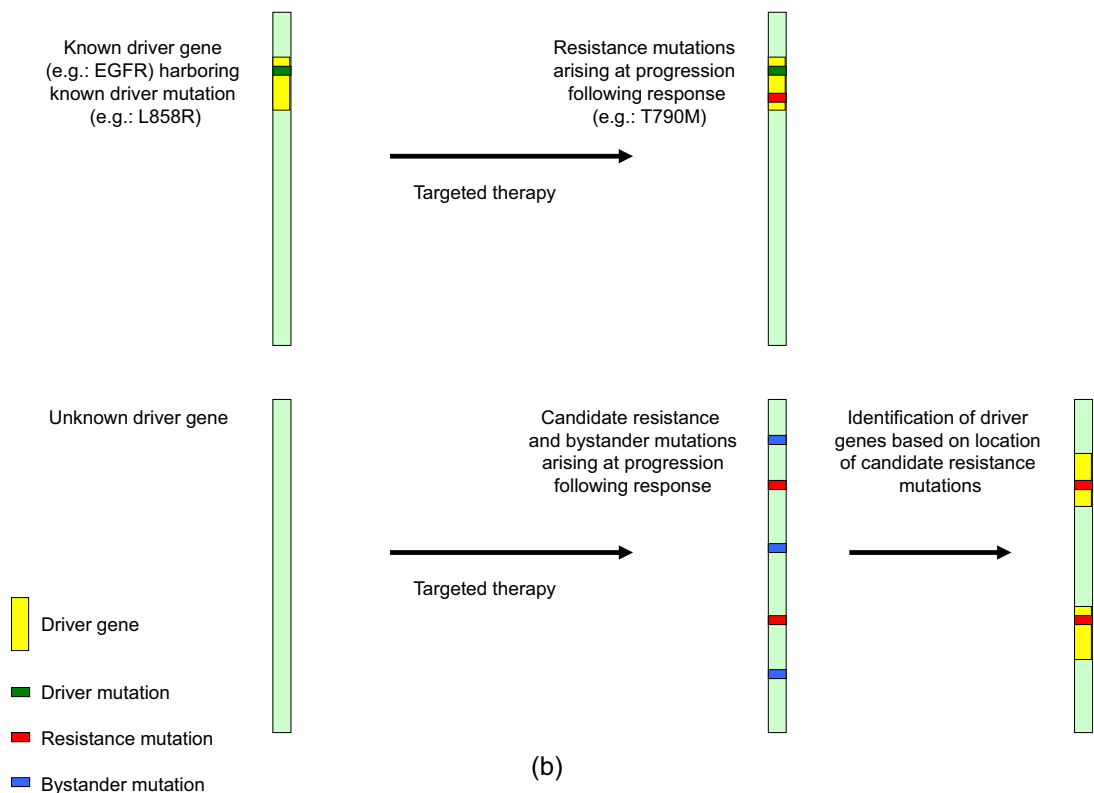 Known driver gene
(e.g.: EGFR) harboring
known driver mutation
(e.g.: L858R)
Resistance mutations
arising at progression
following response
(e.g.: T790M)
Targeted therapy
Unknown driver gene
Candidate resistance
and bystander mutations
arising at progression
following response
Identification of driver
genes based on location
of candidate resistance
mutations
Targeted therapy
Driver gene
Driver mutation
Resistance mutation
Bystander mutation
(b)